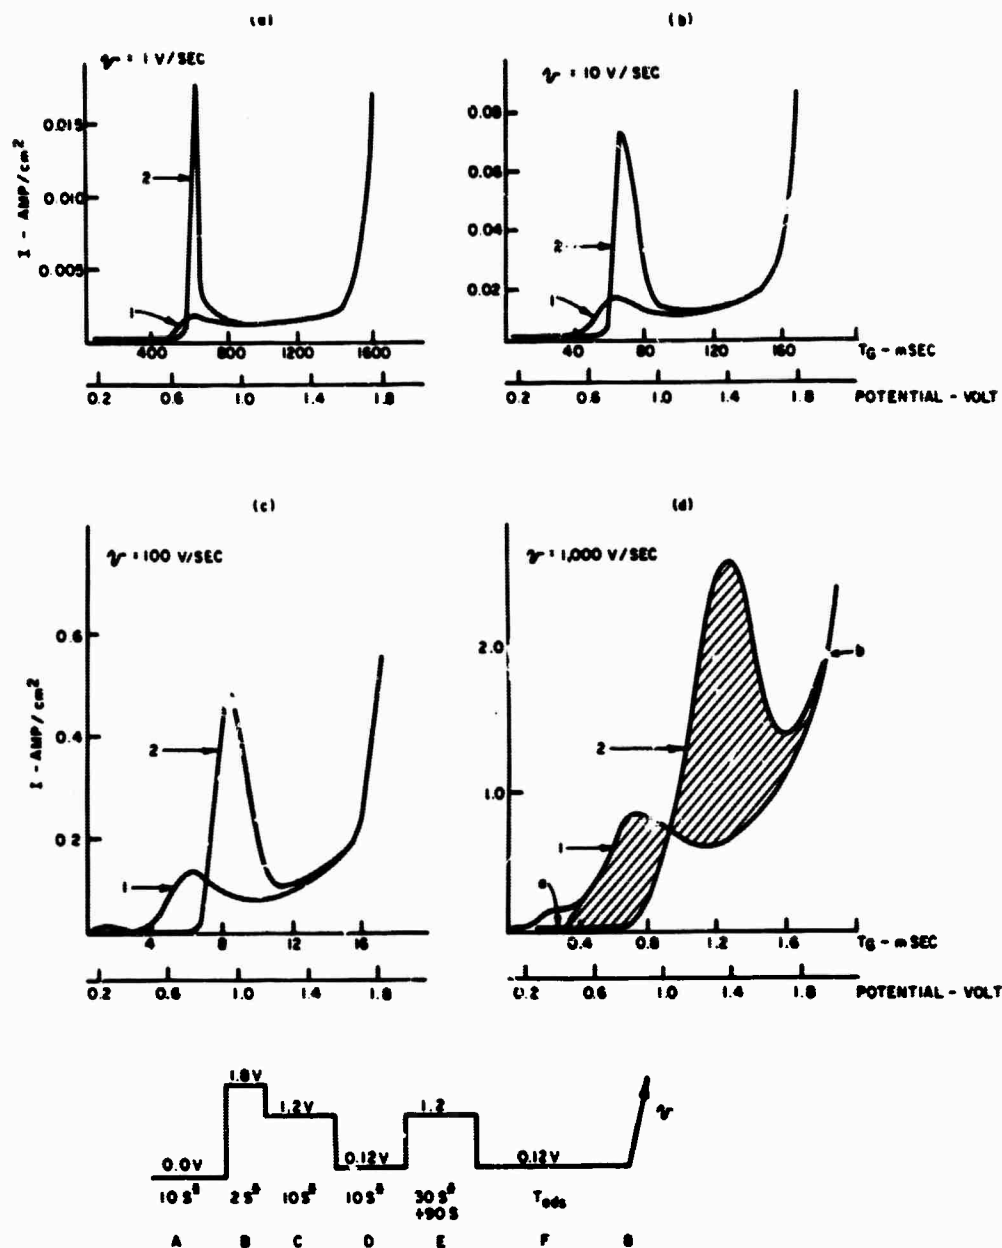 (a)
𝓋 = 1 V/SEC
I - AMP/cm²
0.015
0.010
0.005
2
1
400 800 1200 1600
0.2 0.6 1.0 1.4 1.8
(b)
𝓋 = 10 V/SEC
0.08
0.06
0.04
0.02
2
1
40 80 120 160 T_G - mSEC
0.2 0.6 1.0 1.4 1.8 POTENTIAL - VOLT
(c)
𝓋 = 100 V/SEC
I - AMP/cm²
0.6
0.4
0.2
2
1
4 8 12 16
0.2 0.6 1.0 1.4 1.8
(d)
𝓋 = 1,000 V/SEC
2.0
1.0
b
2
1
a
0.4 0.8 1.2 1.6 T_G - mSEC
0.2 0.6 1.0 1.4 1.8 POTENTIAL - VOLT
0.0V 1.8V 1.2V 0.12V 1.2 0.12V 𝓋
10 S* 2 S* 10 S* 10 S* 30 S* T_ads
+90 S
A B C D E F